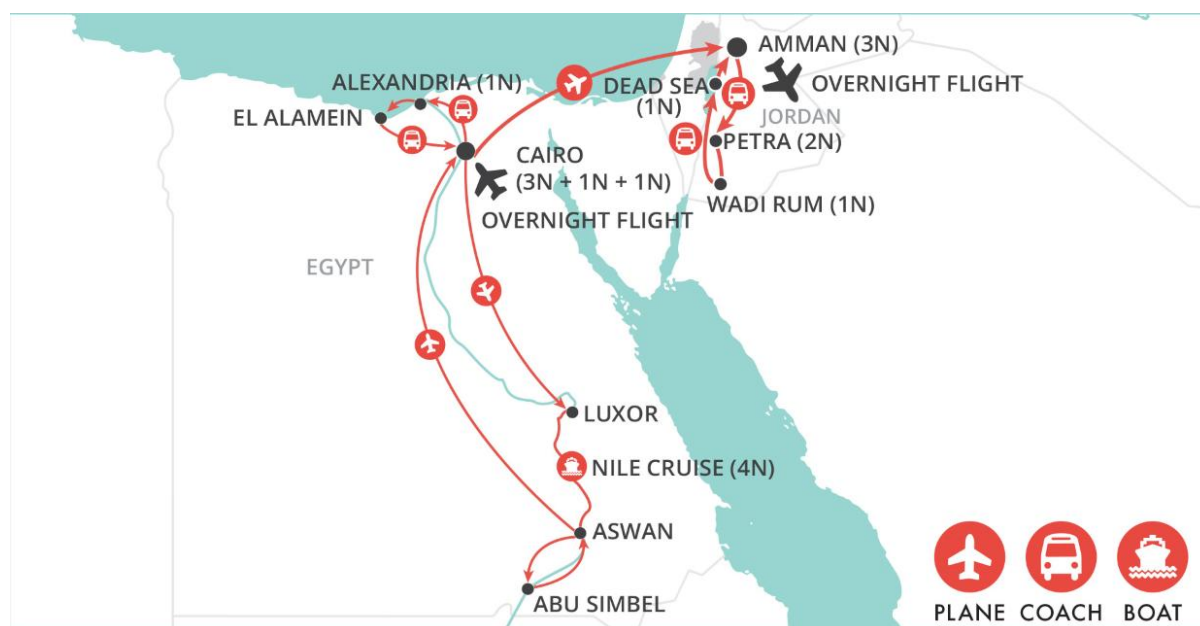 AMMAN (3N)
OVERNIGHT FLIGHT
DEAD SEA
(1N)
JORDAN
ALEXANDRIA (1N)
EL ALAMEIN
PETRA (2N)
CAIRO
(3N + 1N + 1N)
OVERNIGHT FLIGHT
WADI RUM (1N)
EGYPT
LUXOR
NILE CRUISE (4N)
ASWAN
ABU SIMBEL
PLANE COACH BOAT